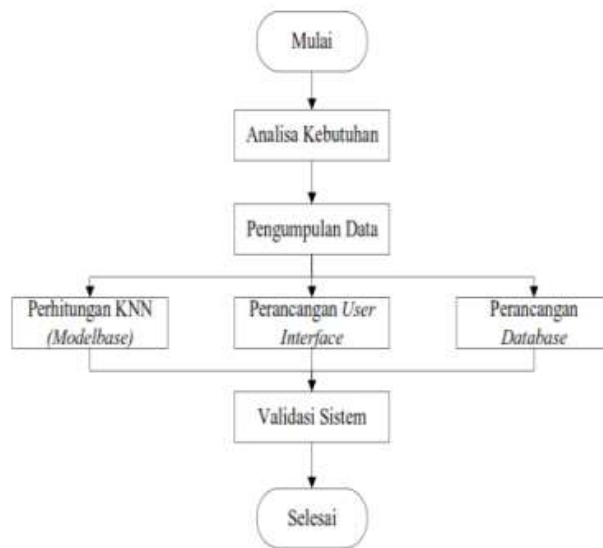 Mulai
Analisa Kebutuhan
Pengumpulan Data
Perhitungan KNN
(Modelbase)
Perancangan User
Interface
Perancangan
Database
Validasi Sistem
Selesai